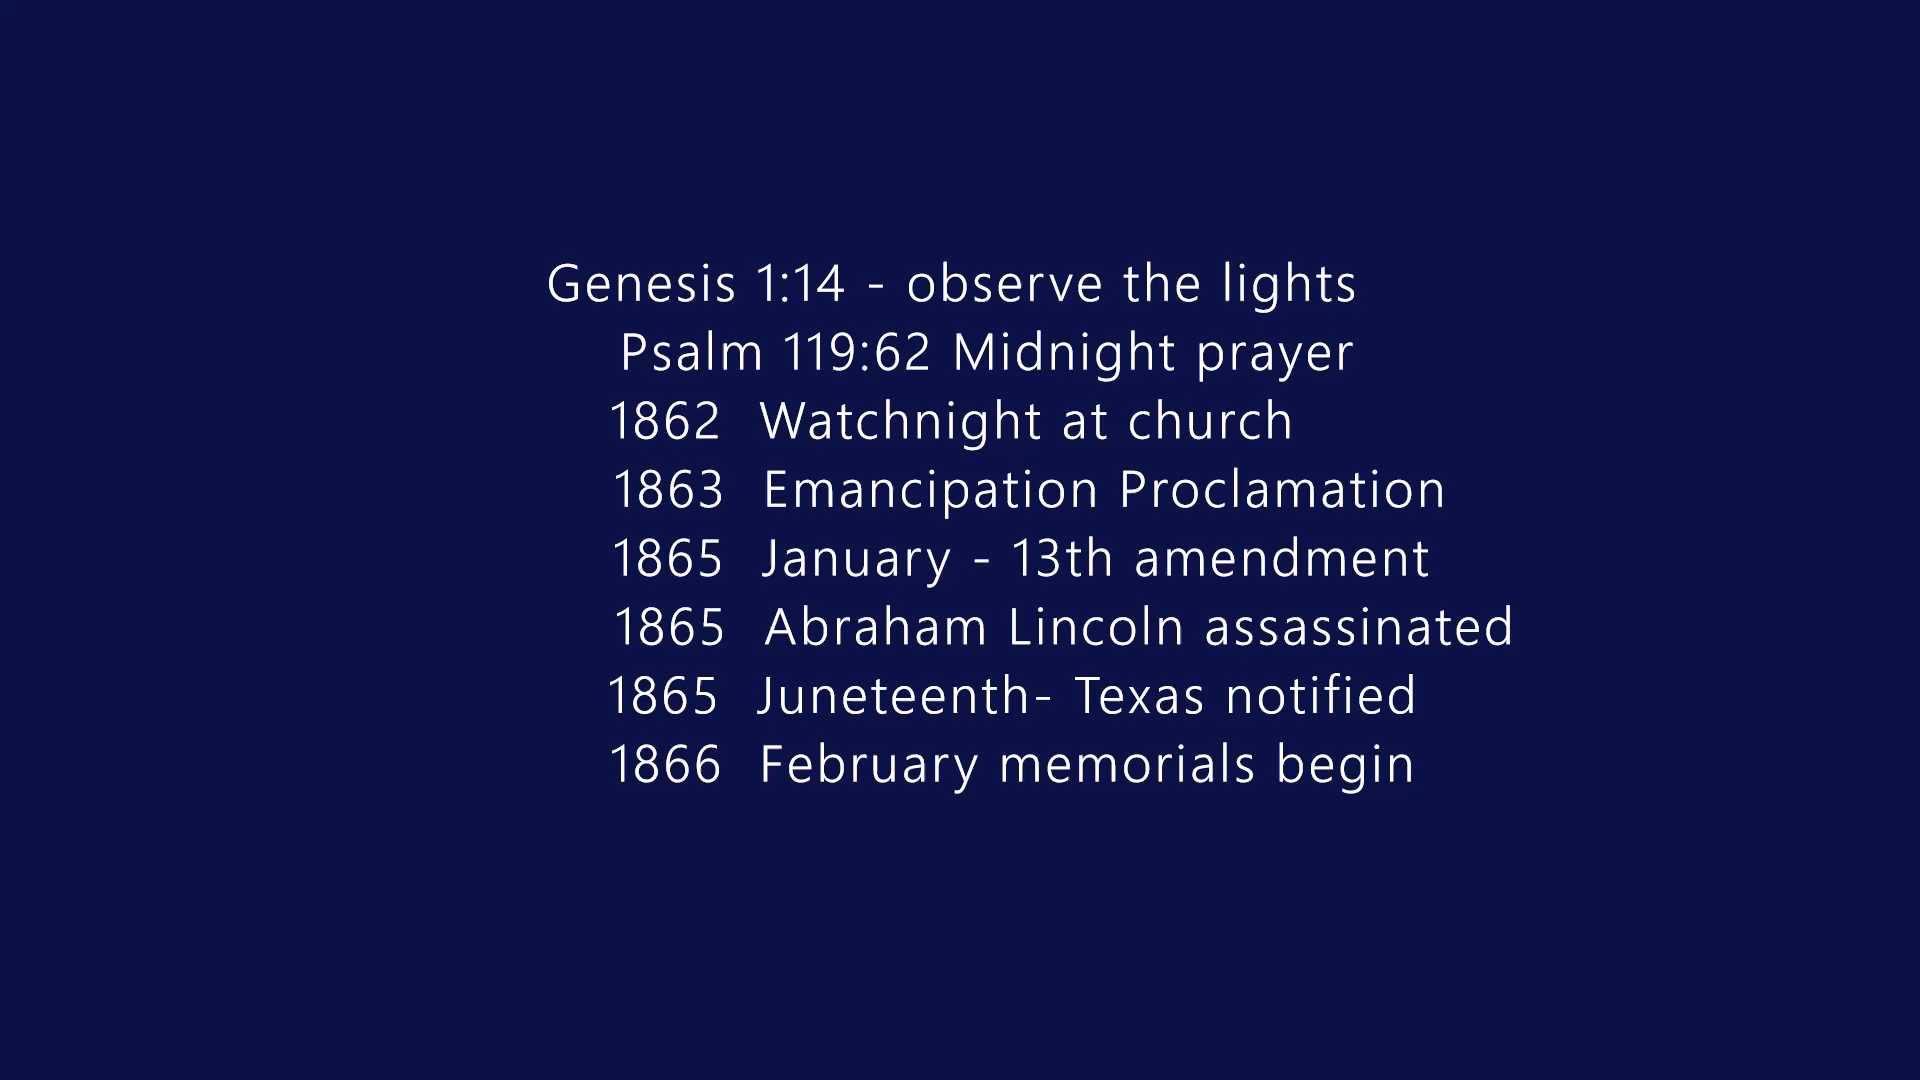 Genesis 1:14 - observe the lights
Psalm 119:62 Midnight prayer
1862 Watchnight at church
1863 Emancipation Proclamation
1865 January - 13th amendment
1865 Abraham Lincoln assassinated
1865 Juneteenth- Texas notified
1866 February memorials begin